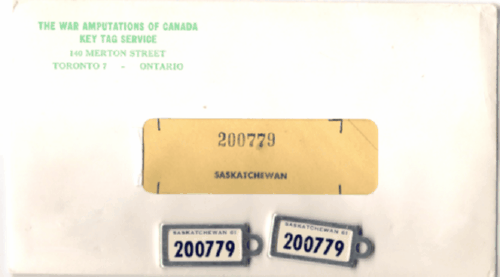 THE WAR AMPUTATIONS OF CANADA
KEY TAG SERVICE
140 MERTON STREET
TORONTO 7 - ONTARIO
200779
SASKATCHEWAN
SASKATCHEWAN 61
200779
SASKATCHEWAN 61
200779